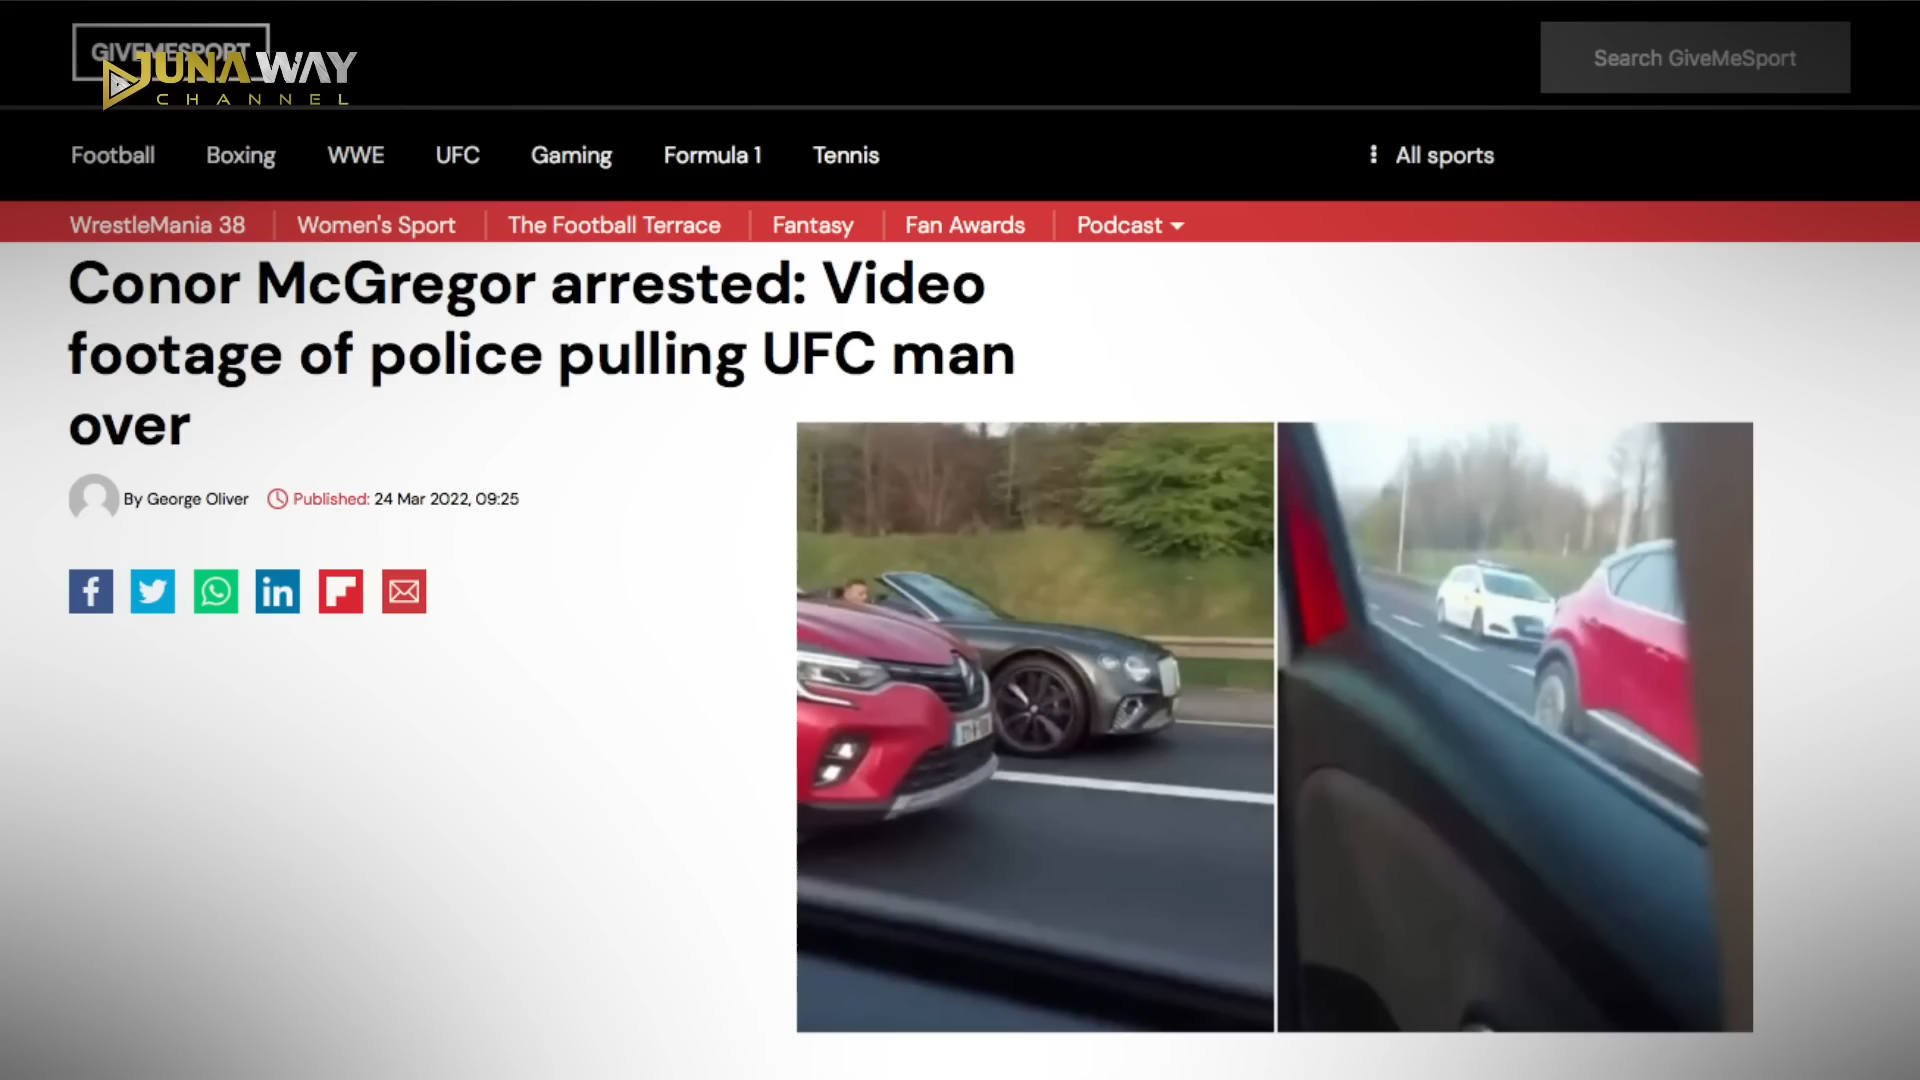 GIVEMESPORT
JUNAWAY
CHANNEL
Search GiveMeSport
Football Boxing WWE UFC Gaming Formula 1 Tennis All sports
WrestleMania 38 Women's Sport The Football Terrace Fantasy Fan Awards Podcast
Conor McGregor arrested: Video
footage of police pulling UFC man
over
By George Oliver Published: 24 Mar 2022, 09:25